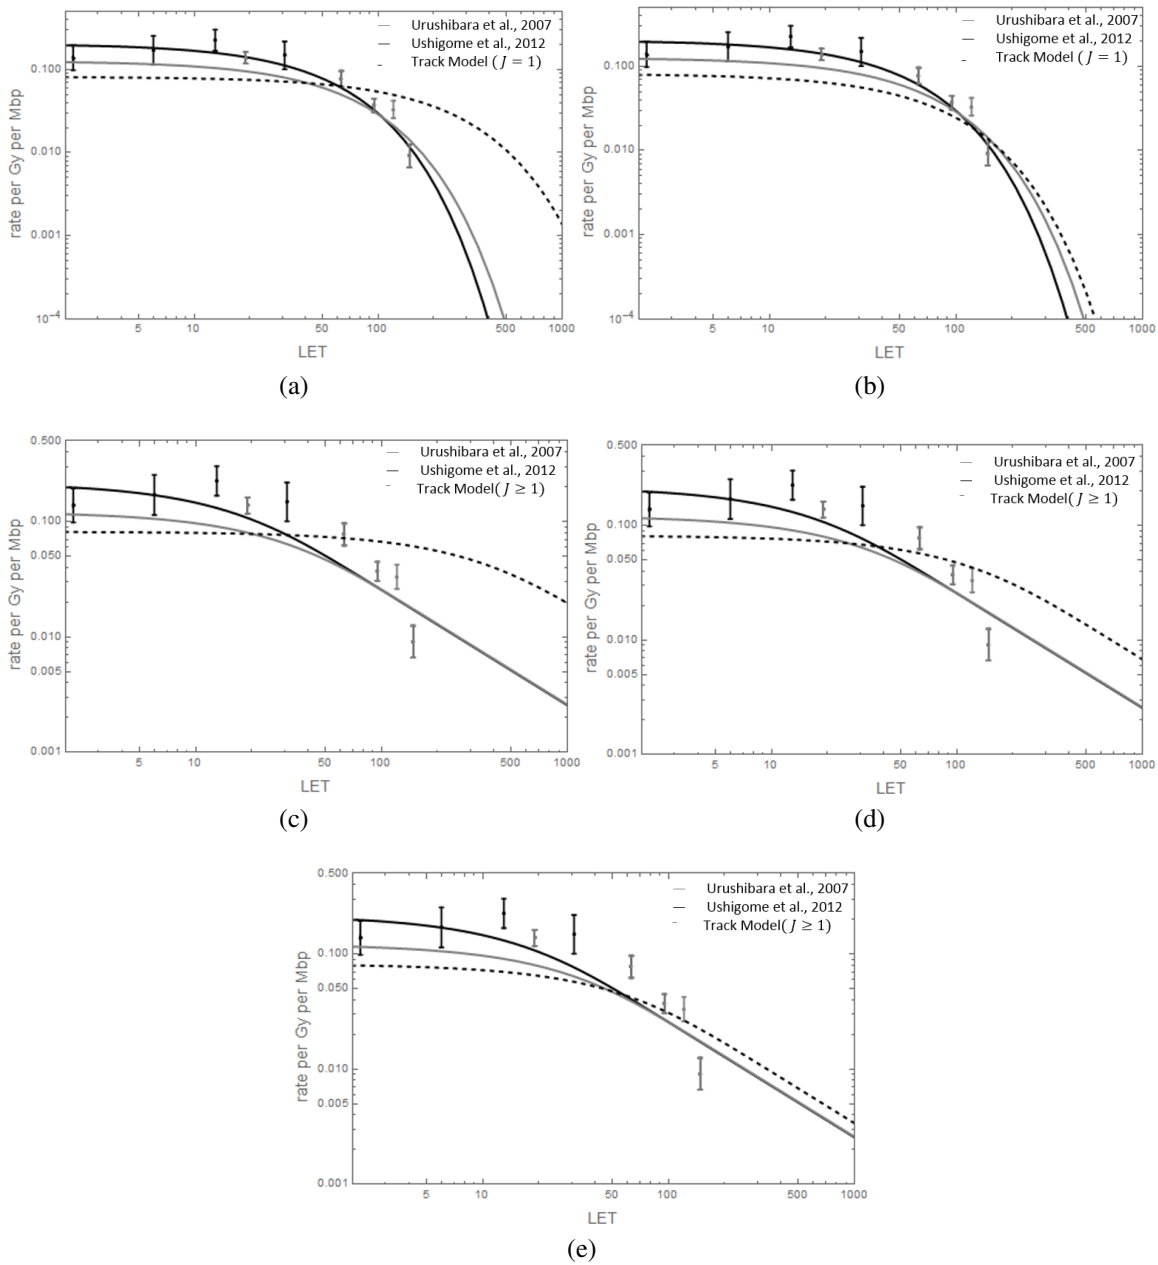 Urushibara et al., 2007
Ushigome et al., 2012
Track Model (J = 1)
rate per Gy per Mbp
0.100
0.010
0.001
10⁻⁴
5 10 50 100 500 1000
LET
(a)
Urushibara et al., 2007
Ushigome et al., 2012
Track Model (J = 1)
rate per Gy per Mbp
0.100
0.010
0.001
10⁻⁴
5 10 50 100 500 1000
LET
(b)
Urushibara et al., 2007
Ushigome et al., 2012
Track Model(J ≥ 1)
rate per Gy per Mbp
0.500
0.100
0.050
0.010
0.005
0.001
5 10 50 100 500 1000
LET
(c)
Urushibara et al., 2007
Ushigome et al., 2012
Track Model(J ≥ 1)
rate per Gy per Mbp
0.500
0.100
0.050
0.010
0.005
0.001
5 10 50 100 500 1000
LET
(d)
Urushibara et al., 2007
Ushigome et al., 2012
Track Model(J ≥ 1)
rate per Gy per Mbp
0.500
0.100
0.050
0.010
0.005
0.001
5 10 50 100 500 1000
LET
(e)